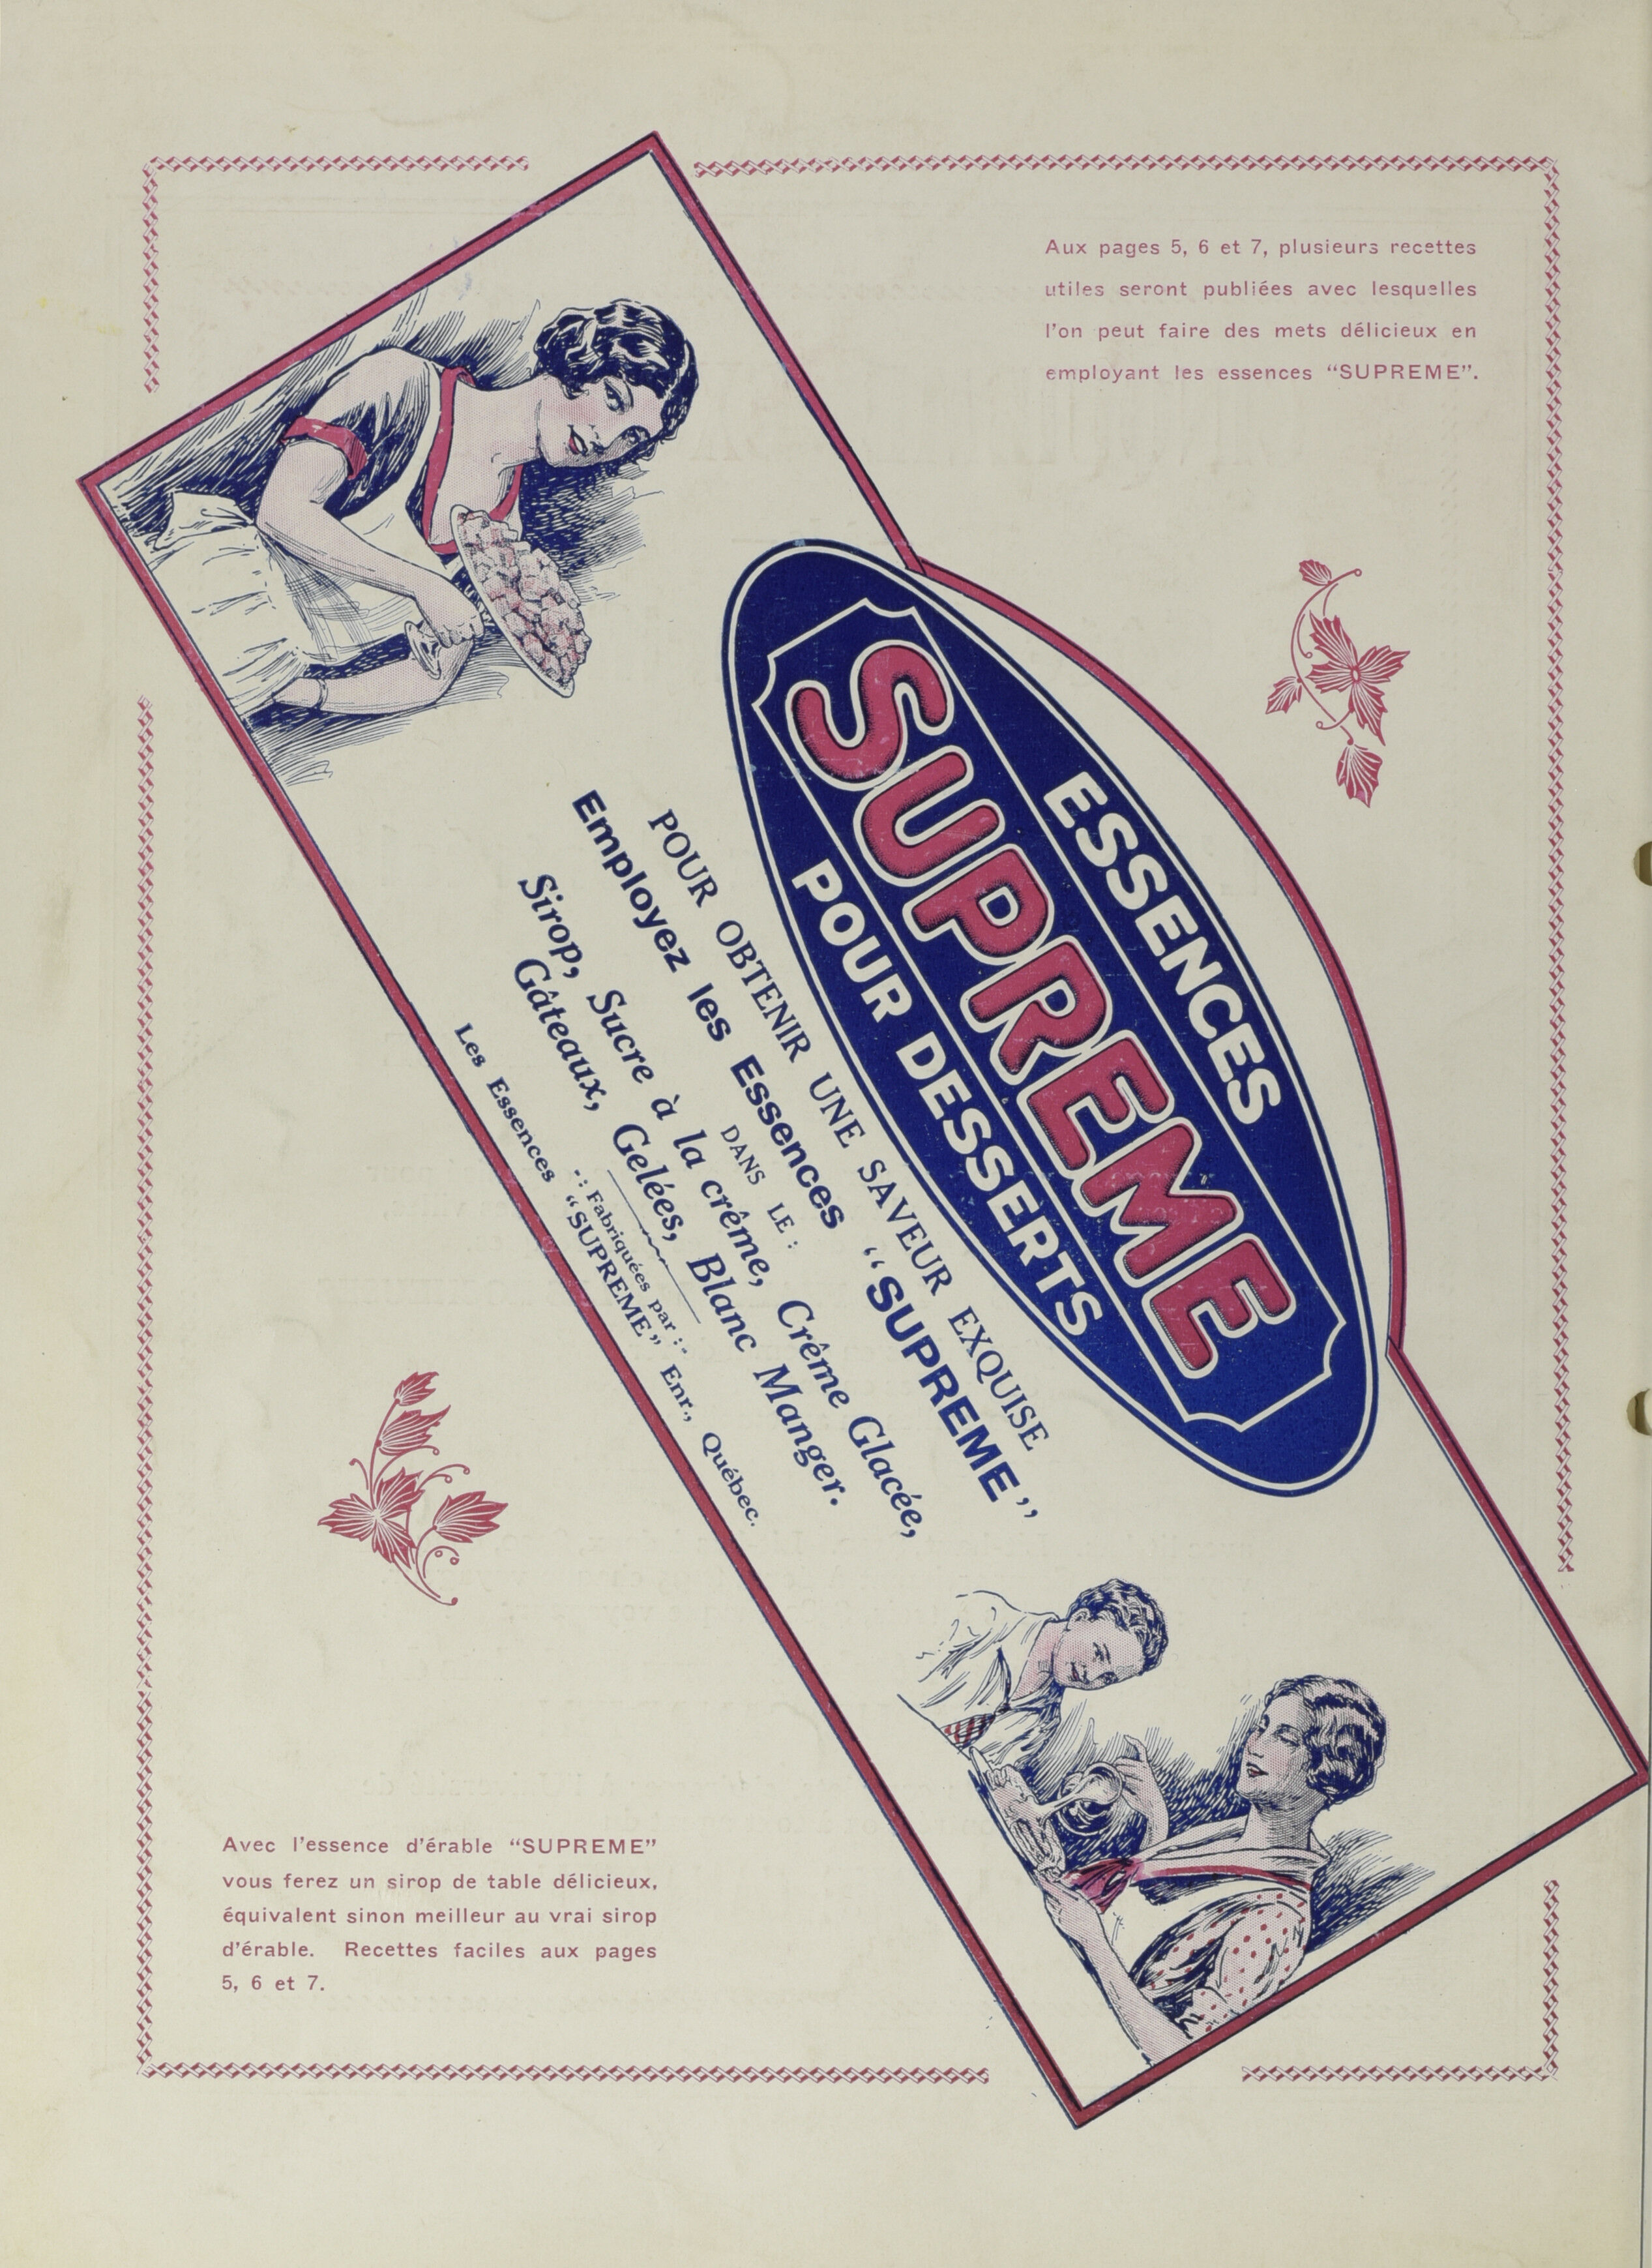 Aux pages 5, 6 et 7, plusieurs recettes
utiles seront publiées avec lesquelles
l'on peut faire des mets délicieux en
employant les essences “SUPREME”.
ESSENCES
SUPREME
POUR DESSERTS
POUR OBTENIR UNE SAVEUR EXQUISE
Employez les Essences “SUPREME”
DANS LE :
Sirop, Sucre à la crême, Crême Glacée,
Gâteaux, Gelées, Blanc Manger.
-: Fabriquées par :-
Les Essences “SUPREME” Enr., Québec.
Avec l'essence d'érable “SUPREME”
vous ferez un sirop de table délicieux,
équivalent sinon meilleur au vrai sirop
d'érable. Recettes faciles aux pages
5, 6 et 7.